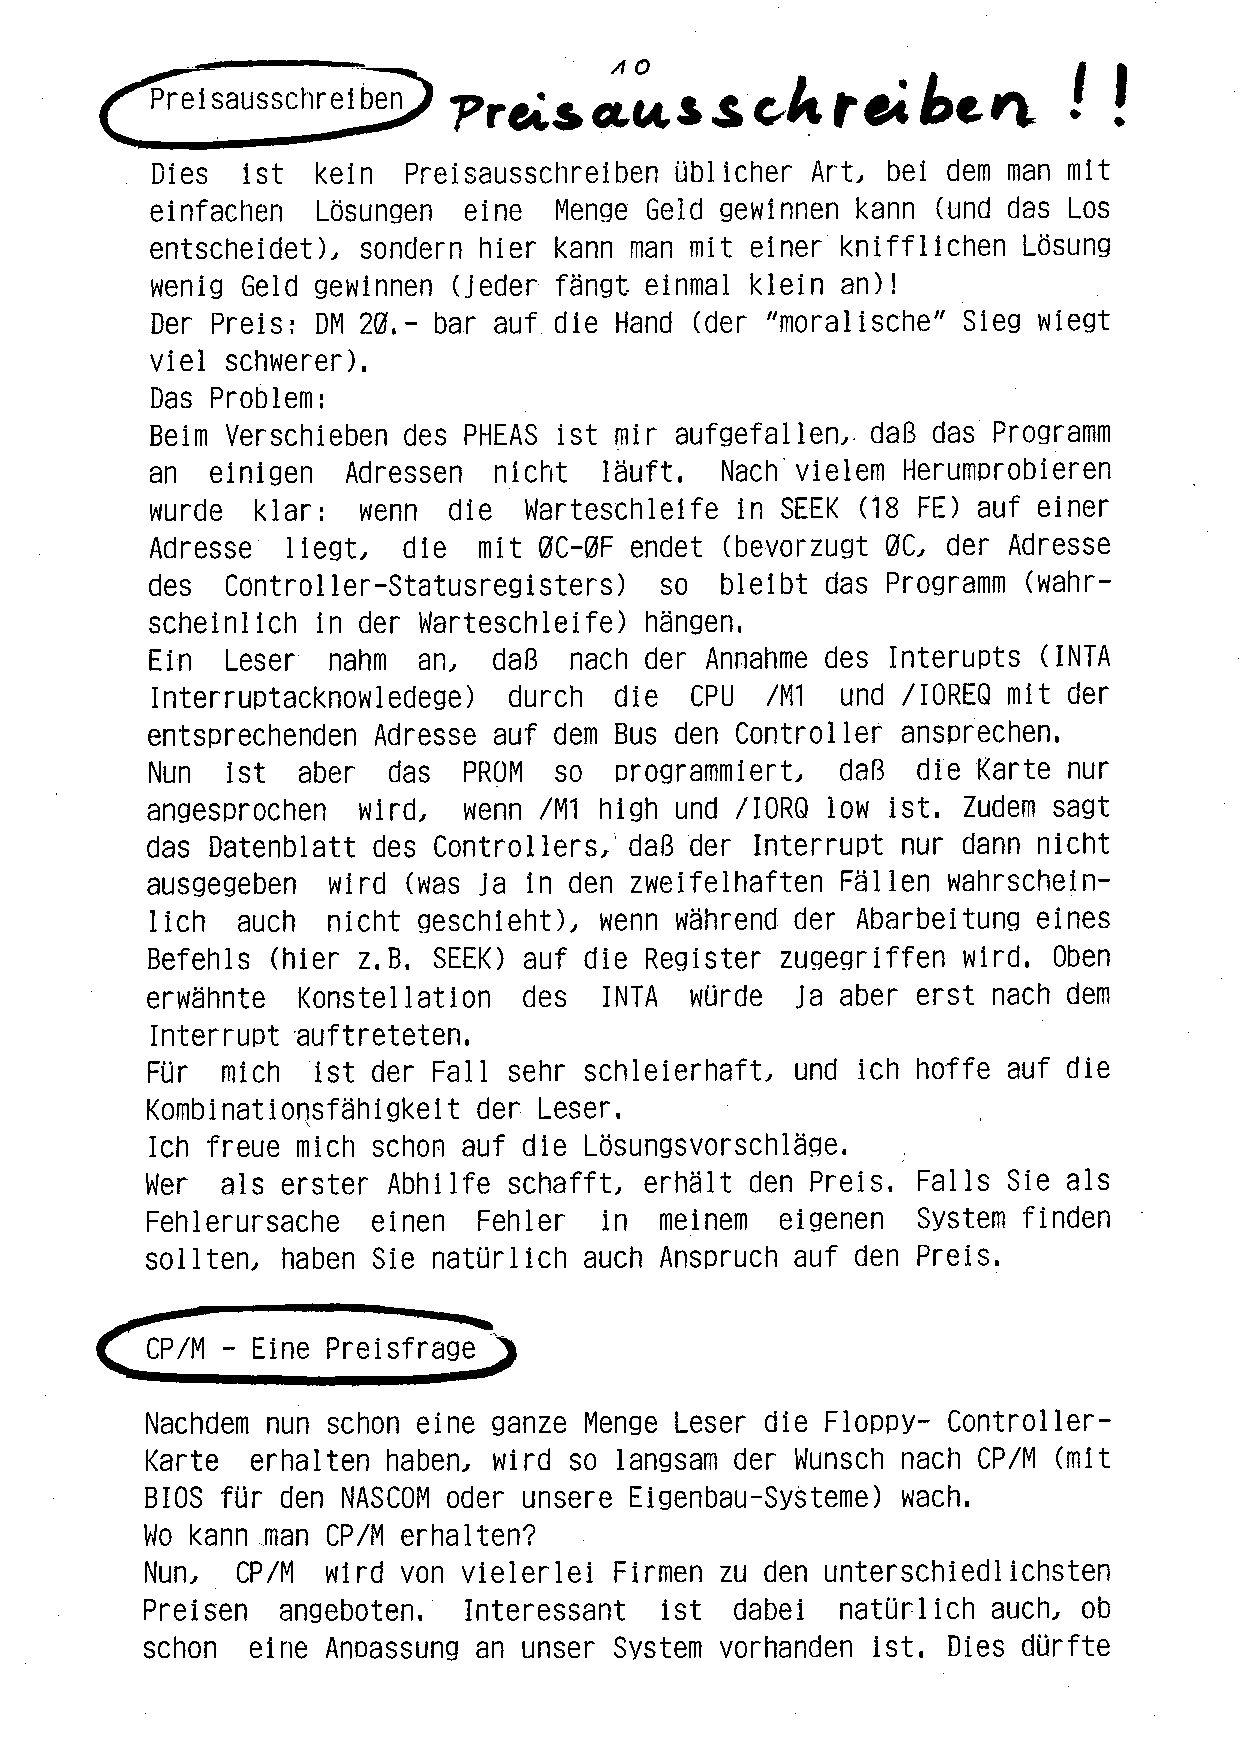 10
Preisausschreiben Preisausschreiben !!
Dies ist kein Preisausschreiben üblicher Art, bei dem man mit
einfachen Lösungen eine Menge Geld gewinnen kann (und das Los
entscheidet), sondern hier kann man mit einer knifflichen Lösung
wenig Geld gewinnen (jeder fängt einmal klein an)!
Der Preis: DM 20.- bar auf die Hand (der "moralische" Sieg wiegt
viel schwerer).
Das Problem:
Beim Verschieben des PHEAS ist mir aufgefallen, daß das Programm
an einigen Adressen nicht läuft. Nach vielem Herumprobieren
wurde klar: wenn die Warteschleife in SEEK (18 FE) auf einer
Adresse liegt, die mit 0C-0F endet (bevorzugt 0C, der Adresse
des Controller-Statusregisters) so bleibt das Programm (wahr-
scheinlich in der Warteschleife) hängen.
Ein Leser nahm an, daß nach der Annahme des Interupts (INTA
Interruptacknowledege) durch die CPU /M1 und /IOREQ mit der
entsprechenden Adresse auf dem Bus den Controller ansprechen.
Nun ist aber das PROM so programmiert, daß die Karte nur
angesprochen wird, wenn /M1 high und /IORQ low ist. Zudem sagt
das Datenblatt des Controllers, daß der Interrupt nur dann nicht
ausgegeben wird (was ja in den zweifelhaften Fällen wahrschein-
lich auch nicht geschieht), wenn während der Abarbeitung eines
Befehls (hier z.B. SEEK) auf die Register zugegriffen wird. Oben
erwähnte Konstellation des INTA würde ja aber erst nach dem
Interrupt auftreteten.
Für mich ist der Fall sehr schleierhaft, und ich hoffe auf die
Kombinationsfähigkeit der Leser.
Ich freue mich schon auf die Lösungsvorschläge.
Wer als erster Abhilfe schafft, erhält den Preis. Falls Sie als
Fehlerursache einen Fehler in meinem eigenen System finden
sollten, haben Sie natürlich auch Anspruch auf den Preis.
CP/M - Eine Preisfrage
Nachdem nun schon eine ganze Menge Leser die Floppy- Controller-
Karte erhalten haben, wird so langsam der Wunsch nach CP/M (mit
BIOS für den NASCOM oder unsere Eigenbau-Systeme) wach.
Wo kann man CP/M erhalten?
Nun, CP/M wird von vielerlei Firmen zu den unterschiedlichsten
Preisen angeboten. Interessant ist dabei natürlich auch, ob
schon eine Anpassung an unser System vorhanden ist. Dies dürfte